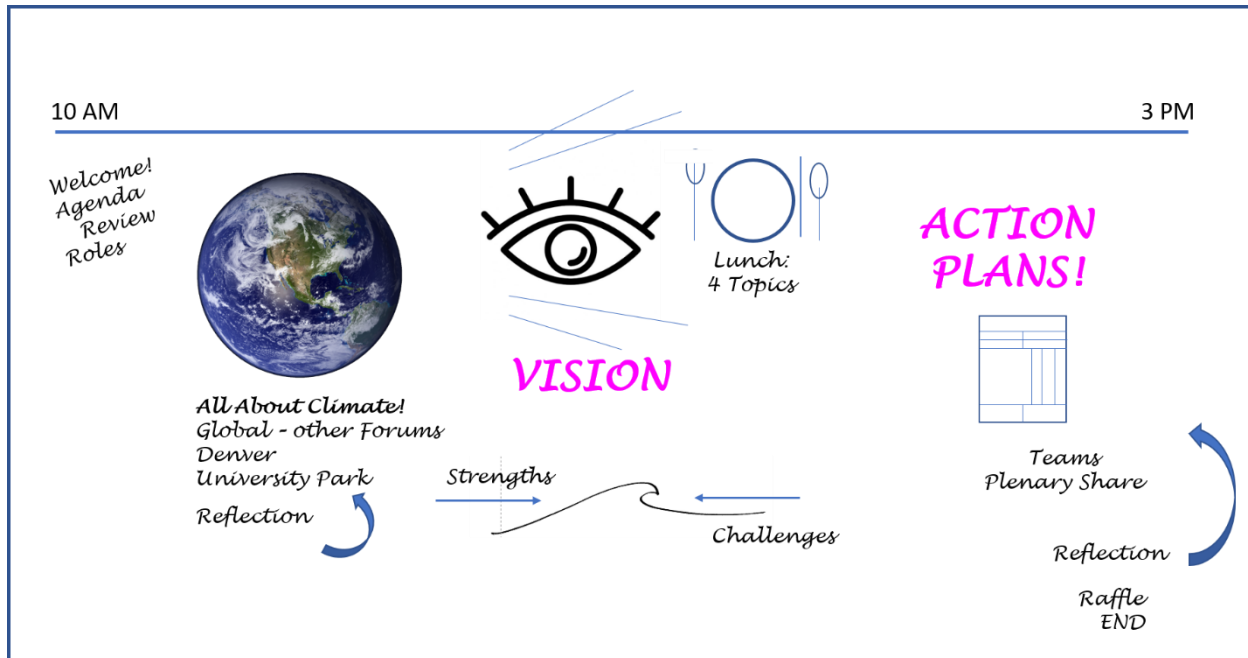 10 AM
3 PM
Welcome!
Agenda
Review
Roles
All About Climate!
Global - other Forums
Denver
University Park
Reflection
VISION
Strengths
Challenges
Lunch:
4 Topics
ACTION
PLANS!
Teams
Plenary Share
Reflection
Raffle
END